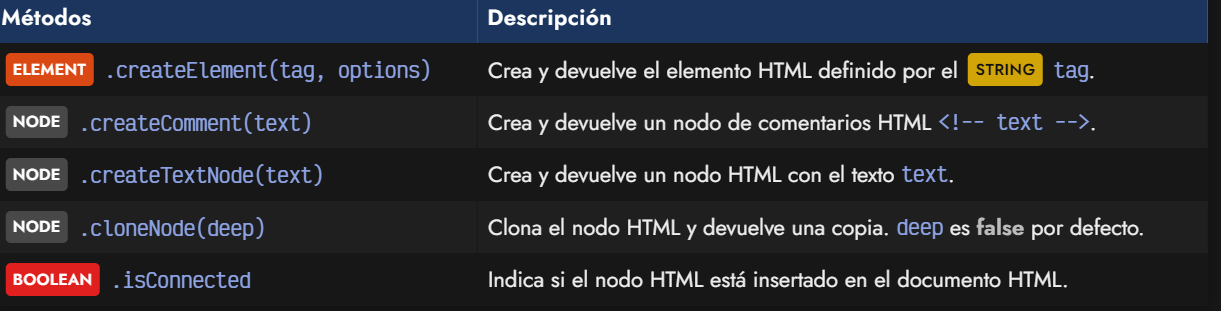 Métodos Descripción
ELEMENT .createElement(tag, options) Crea y devuelve el elemento HTML definido por el STRING tag.
NODE .createComment(text) Crea y devuelve un nodo de comentarios HTML <!-- text -->.
NODE .createTextNode(text) Crea y devuelve un nodo HTML con el texto text.
NODE .cloneNode(deep) Clona el nodo HTML y devuelve una copia. deep es false por defecto.
BOOLEAN .isConnected Indica si el nodo HTML está insertado en el documento HTML.